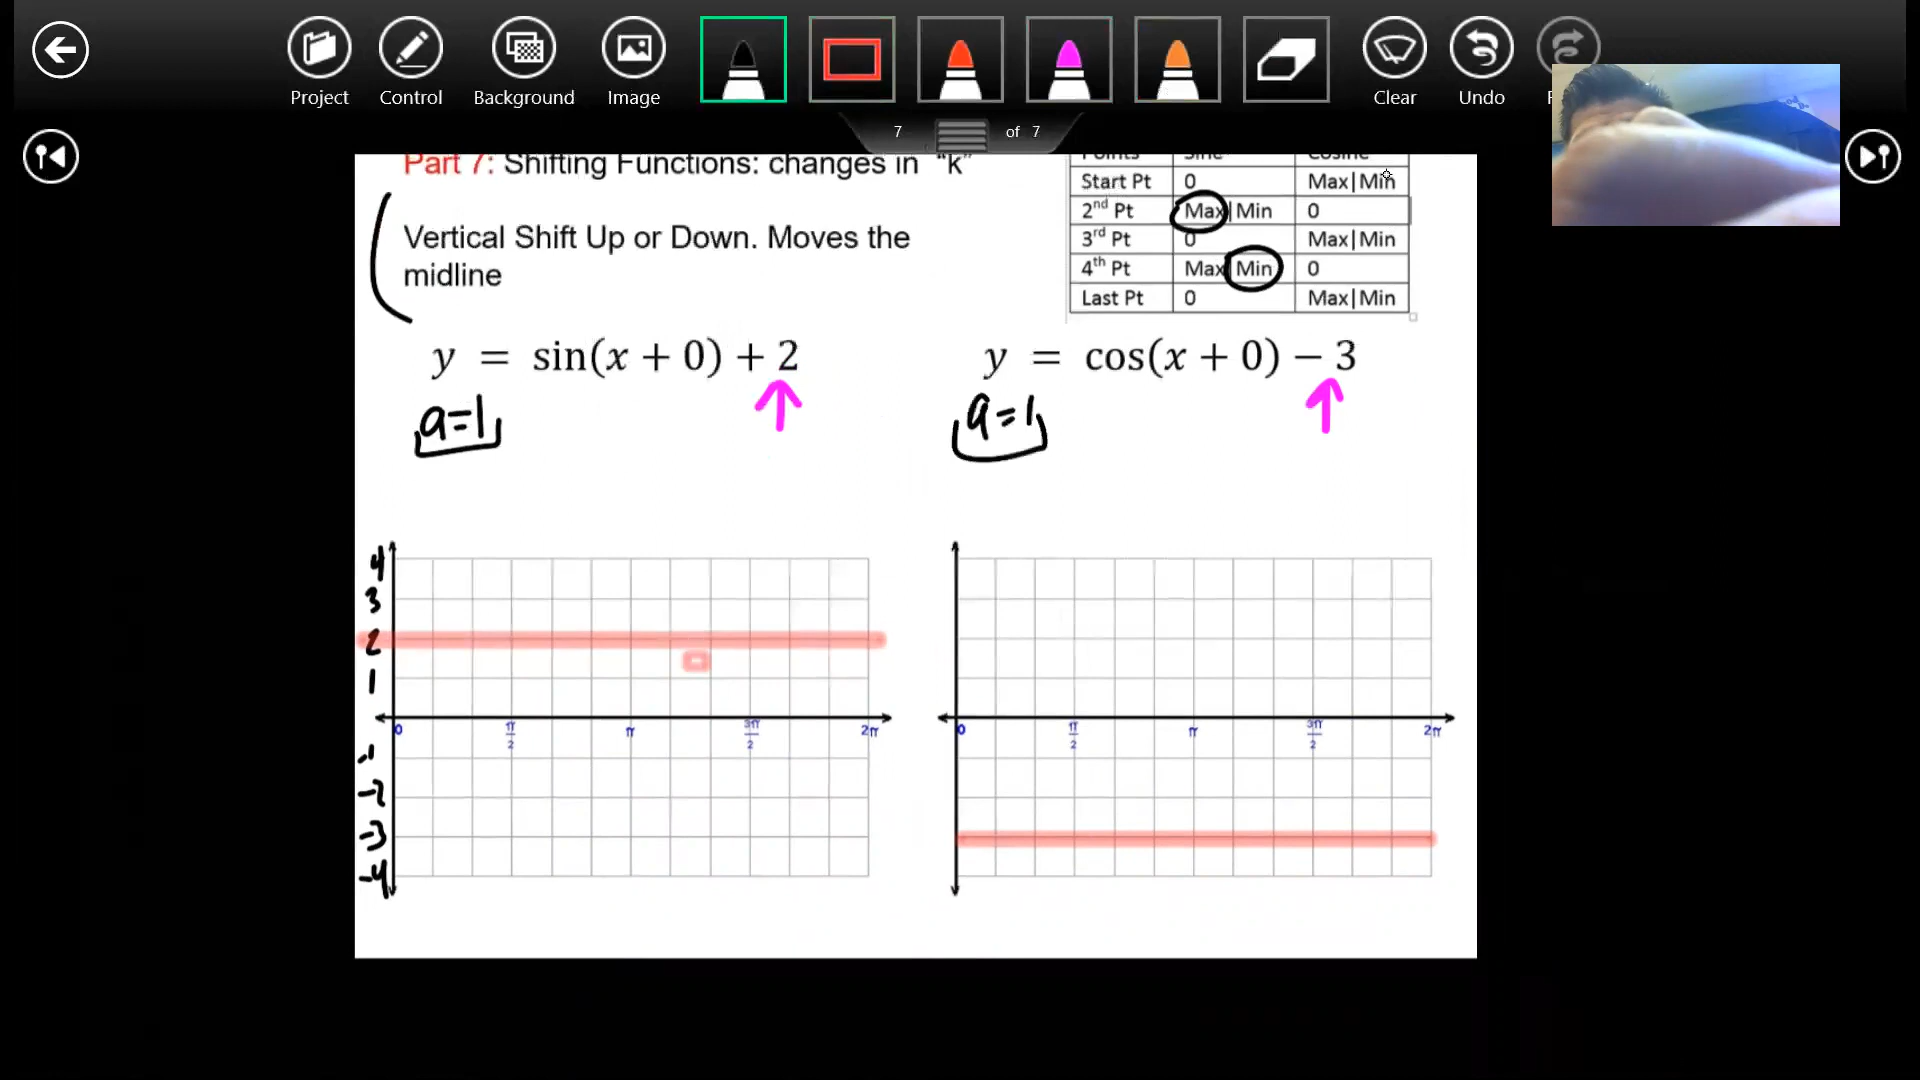 Project Control Background Image Clear Undo
7 of 7
Part 7: Shifting Functions: changes in "k"
Vertical Shift Up or Down. Moves the
midline
Points Sine Cosine
Start Pt 0 Max|Min
2nd Pt Max|Min 0
3rd Pt 0 Max|Min
4th Pt Max Min 0
Last Pt 0 Max|Min
y = sin(x + 0) + 2
a=1
y = cos(x + 0) − 3
a=1
4
3
2
1
0 π/2 π 3π/2 2π
-1
-2
-3
-4
0 π/2 π 3π/2 2π